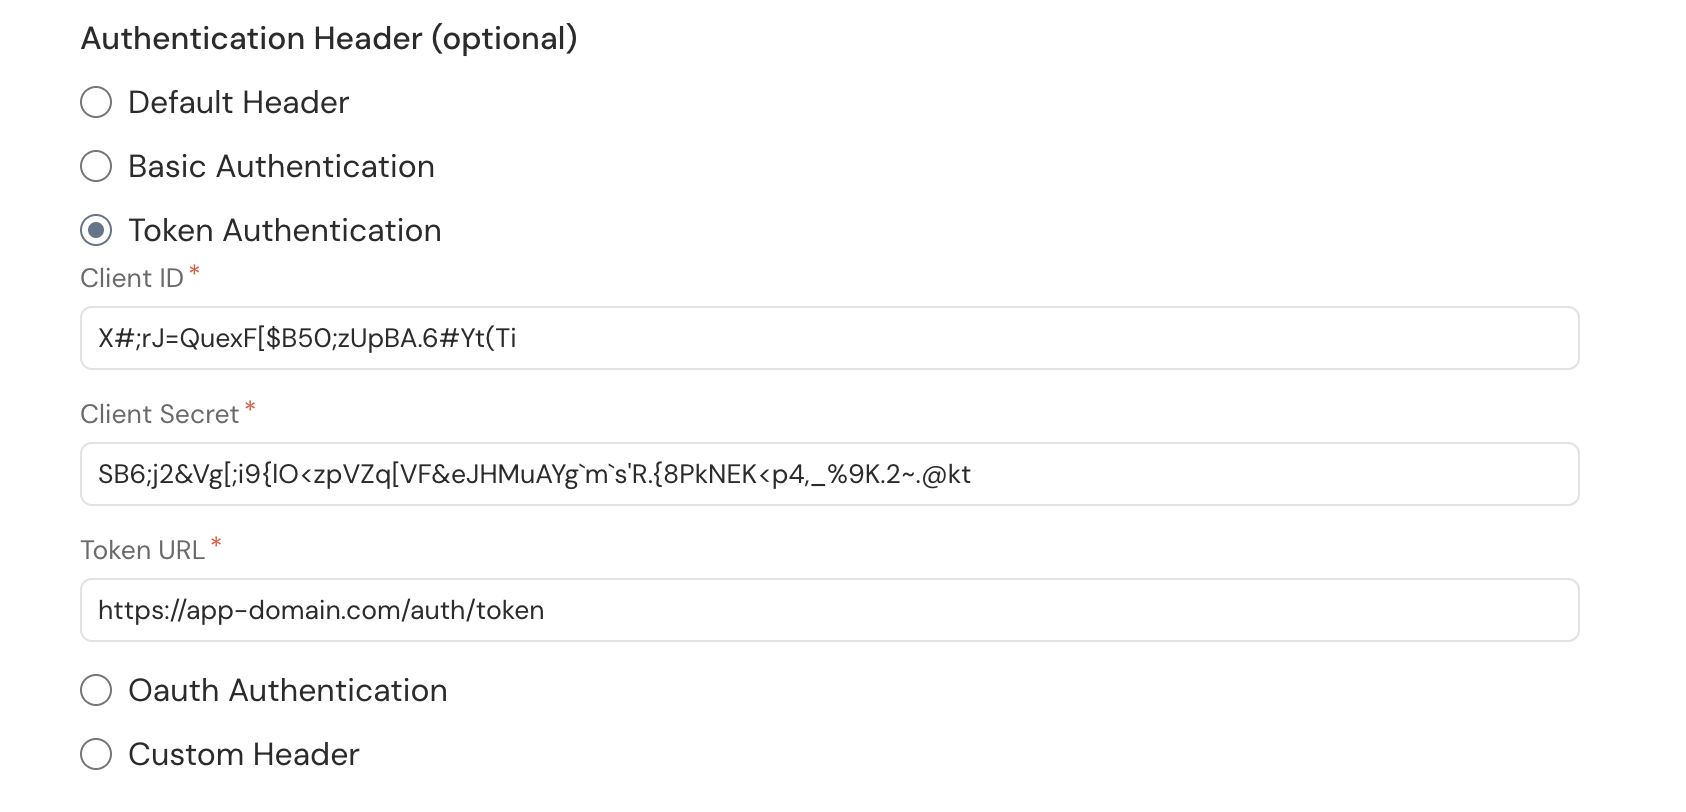 Authentication Header (optional)
Default Header
Basic Authentication
Token Authentication
Client ID *
X#;rJ=QuexF[$B50;zUpBA.6#Yt(Ti
Client Secret *
SB6;j2&Vg[;i9{IO<zpVZq[VF&eJHMuAYg`m`s'R.{8PkNEK<p4,_%9K.2~.@kt
Token URL *
https://app-domain.com/auth/token
Oauth Authentication
Custom Header